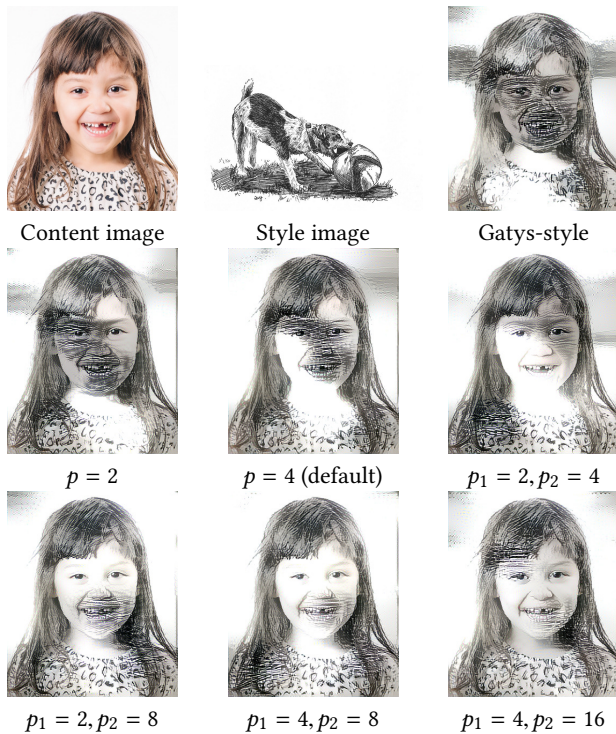 Content image
Style image
Gatys-style
p = 2
p = 4 (default)
p₁ = 2, p₂ = 4
p₁ = 2, p₂ = 8
p₁ = 4, p₂ = 8
p₁ = 4, p₂ = 16